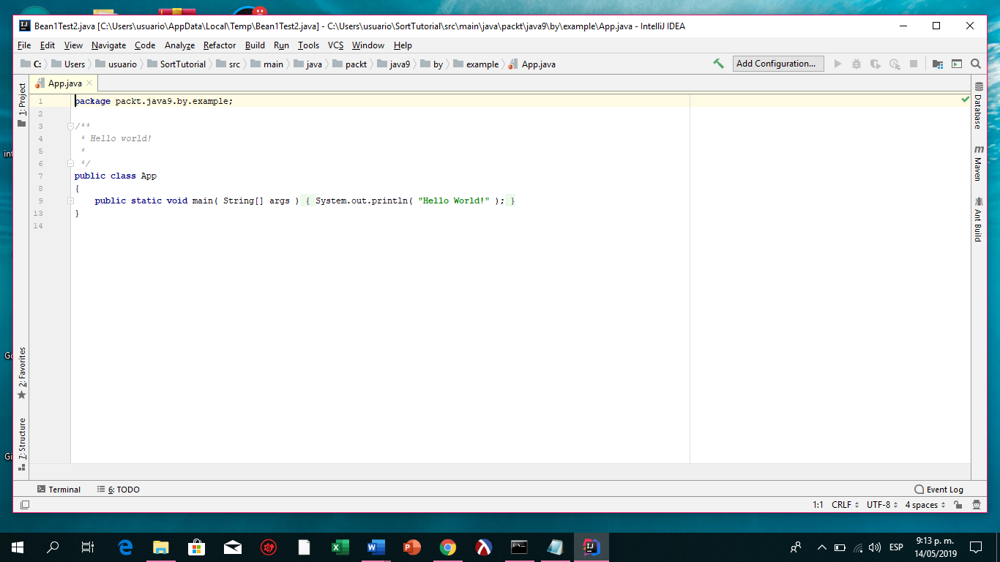 Bean1Test2.java [C:\Users\usuario\AppData\Local\Temp\Bean1Test2.java] - C:\Users\usuario\SortTutorial\src\main\java\packt\java9\by\example\App.java - IntelliJ IDEA
File Edit View Navigate Code Analyze Refactor Build Run Tools VCS Window Help
C: Users usuario SortTutorial src main java packt java9 by example App.java Add Configuration...
App.java
1 package packt.java9.by.example;
2
3 /**
4 * Hello world!
5 *
6 */
7 public class App
8 {
9 public static void main( String[] args ) { System.out.println( "Hello World!" ); }
13 }
14
1: Project
2: Favorites
7: Structure
Database
m Maven
Ant Build
Terminal 6: TODO Event Log
1:1 CRLF UTF-8 4 spaces
ESP 9:13 p. m.
14/05/2019